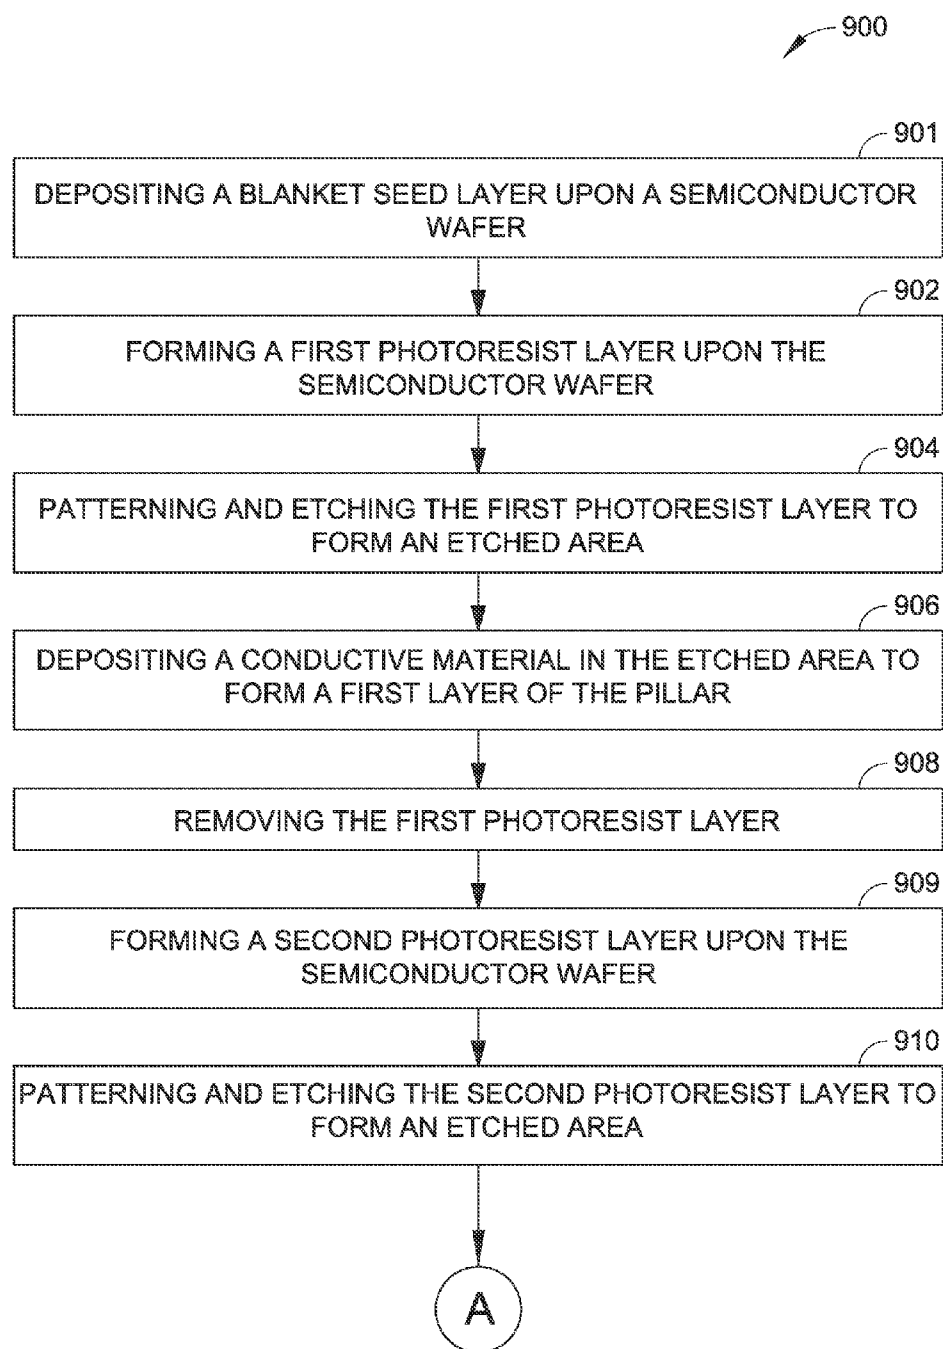 900
901
DEPOSITING A BLANKET SEED LAYER UPON A SEMICONDUCTOR
WAFER
902
FORMING A FIRST PHOTORESIST LAYER UPON THE
SEMICONDUCTOR WAFER
904
PATTERNING AND ETCHING THE FIRST PHOTORESIST LAYER TO
FORM AN ETCHED AREA
906
DEPOSITING A CONDUCTIVE MATERIAL IN THE ETCHED AREA TO
FORM A FIRST LAYER OF THE PILLAR
908
REMOVING THE FIRST PHOTORESIST LAYER
909
FORMING A SECOND PHOTORESIST LAYER UPON THE
SEMICONDUCTOR WAFER
910
PATTERNING AND ETCHING THE SECOND PHOTORESIST LAYER TO
FORM AN ETCHED AREA
A